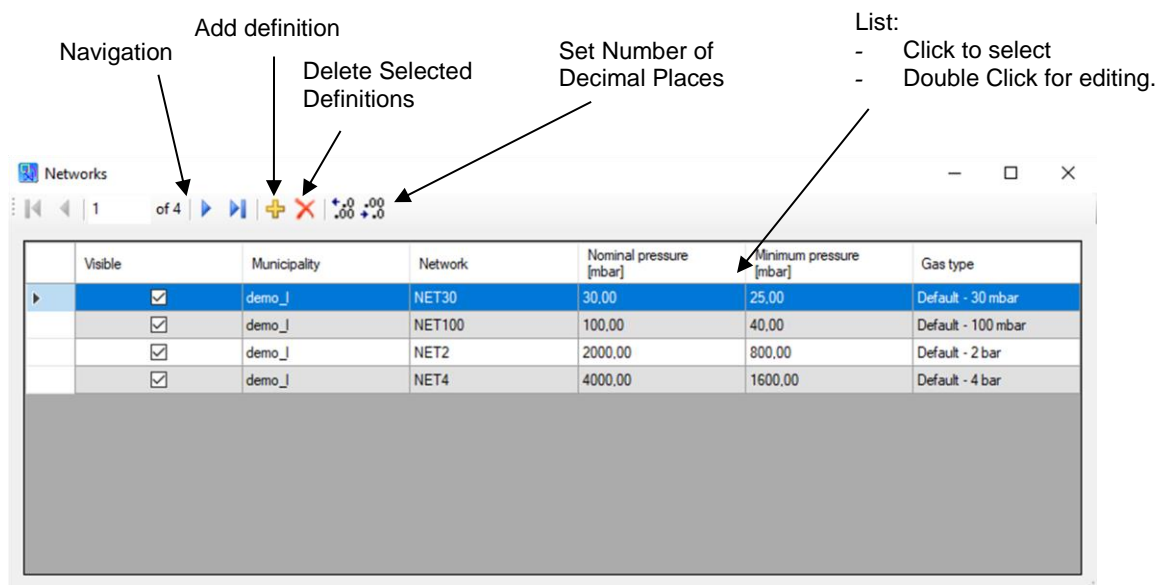 Add definition
List:
Navigation
Set Number of
- Click to select
Delete Selected
Decimal Places
- Double Click for editing.
Definitions
Networks
1 of 4
Visible Municipality Network Nominal pressure [mbar] Minimum pressure [mbar] Gas type
demo_l NET30 30,00 25,00 Default - 30 mbar
demo_l NET100 100,00 40,00 Default - 100 mbar
demo_l NET2 2000,00 800,00 Default - 2 bar
demo_l NET4 4000,00 1600,00 Default - 4 bar